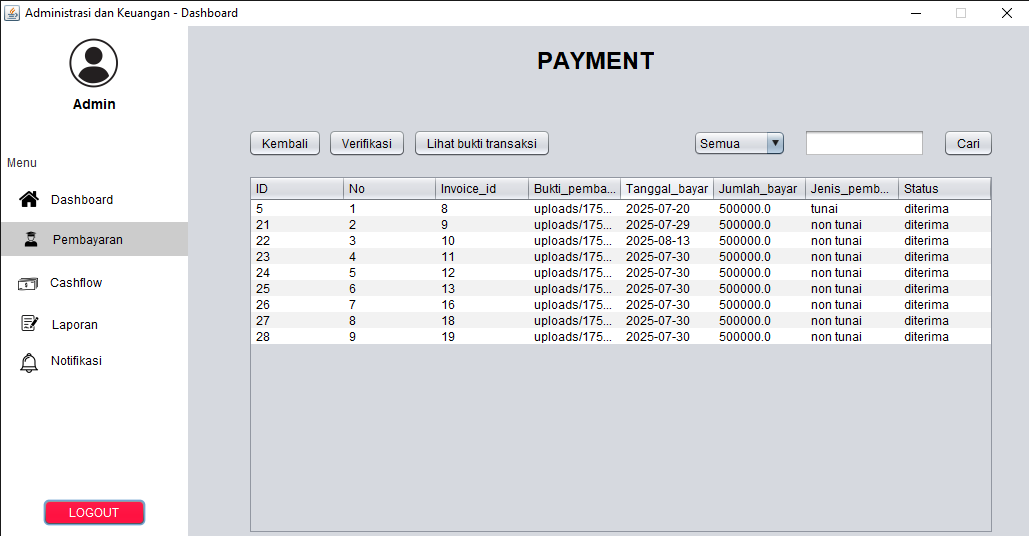 Administrasi dan Keuangan - Dashboard
Admin
Menu
Dashboard
Pembayaran
Cashflow
Laporan
Notifikasi
LOGOUT
PAYMENT
Kembali Verifikasi Lihat bukti transaksi Semua Cari
ID No Invoice_id Bukti_pemba... Tanggal_bayar Jumlah_bayar Jenis_pemb... Status
5 1 8 uploads/175... 2025-07-20 500000.0 tunai diterima
21 2 9 uploads/175... 2025-07-29 500000.0 non tunai diterima
22 3 10 uploads/175... 2025-08-13 500000.0 non tunai diterima
23 4 11 uploads/175... 2025-07-30 500000.0 non tunai diterima
24 5 12 uploads/175... 2025-07-30 500000.0 non tunai diterima
25 6 13 uploads/175... 2025-07-30 500000.0 non tunai diterima
26 7 16 uploads/175... 2025-07-30 500000.0 non tunai diterima
27 8 18 uploads/175... 2025-07-30 500000.0 non tunai diterima
28 9 19 uploads/175... 2025-07-30 500000.0 non tunai diterima